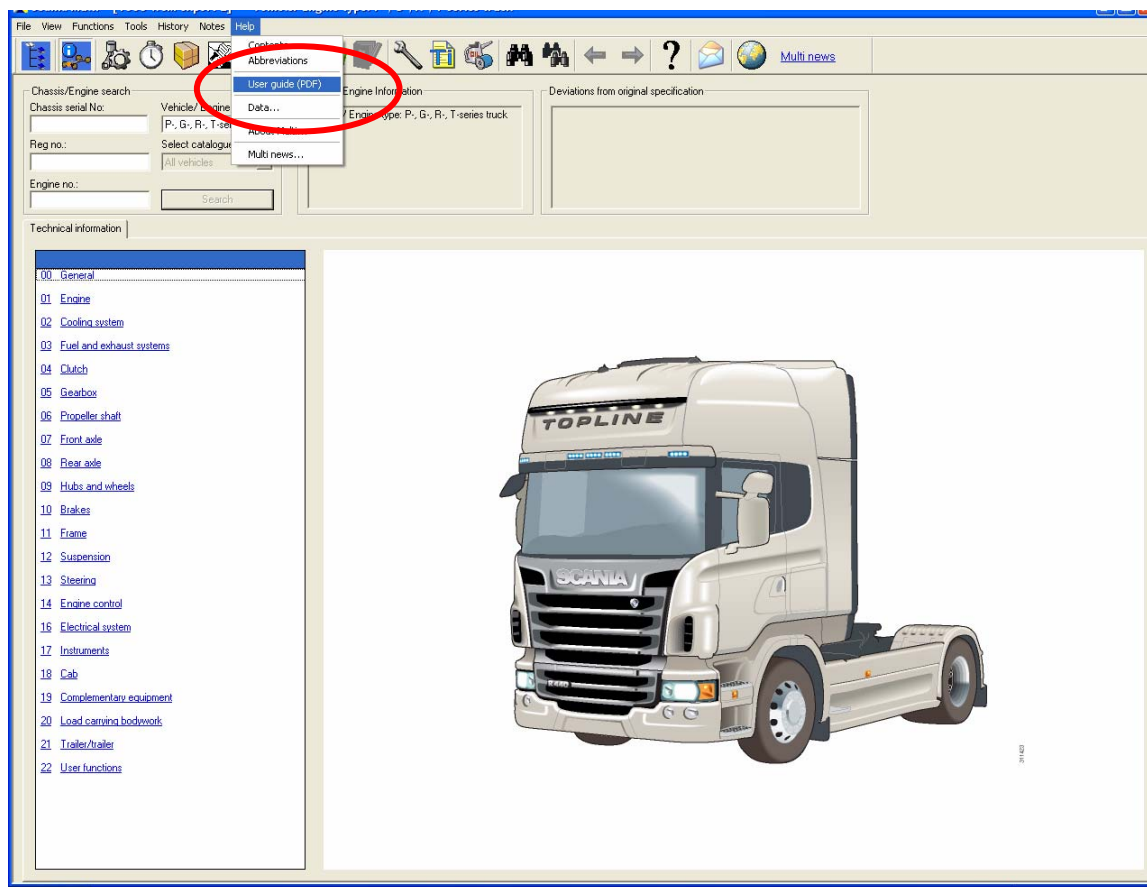 File View Functions Tools History Notes Help
Contents
Abbreviations
User guide (PDF)
Data...
About Multi
Multi news...
Multi news
Chassis/Engine search
Chassis serial No:
Vehicle/ Engine
P-, G-, R-, T-ser
Reg no.:
Select catalogue
All vehicles
Engine no.:
Search
Engine Information
/ Engine type: P-, G-, R-, T-series truck
Deviations from original specification
Technical information
00 General
01 Engine
02 Cooling system
03 Fuel and exhaust systems
04 Clutch
05 Gearbox
06 Propeller shaft
07 Front axle
08 Rear axle
09 Hubs and wheels
10 Brakes
11 Frame
12 Suspension
13 Steering
14 Engine control
16 Electrical system
17 Instruments
18 Cab
19 Complementary equipment
20 Load carrying bodywork
21 Trailer/trailer
22 User functions
TOPLINE
SCANIA
311423